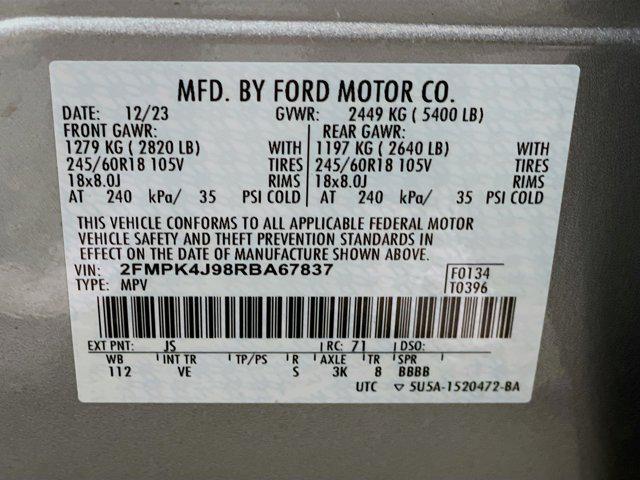 MFD. BY FORD MOTOR CO.
DATE: 12/23 GVWR: 2449 KG ( 5400 LB)
FRONT GAWR: REAR GAWR:
1279 KG ( 2820 LB) WITH 1197 KG ( 2640 LB) WITH
245/60R18 105V TIRES 245/60R18 105V TIRES
18x8.0J RIMS 18x8.0J RIMS
AT 240 kPa/ 35 PSI COLD AT 240 kPa/ 35 PSI COLD
THIS VEHICLE CONFORMS TO ALL APPLICABLE FEDERAL MOTOR
VEHICLE SAFETY AND THEFT PREVENTION STANDARDS IN
EFFECT ON THE DATE OF MANUFACTURE SHOWN ABOVE.
VIN: 2FMPK4J98RBA67837 F0134
TYPE: MPV T0396
EXT PNT: JS RC: 71 DSO:
WB INT TR TP/PS R AXLE TR SPR
112 VE S 3K 8 BBBB
UTC ▽ 5U5A-1520472-BA